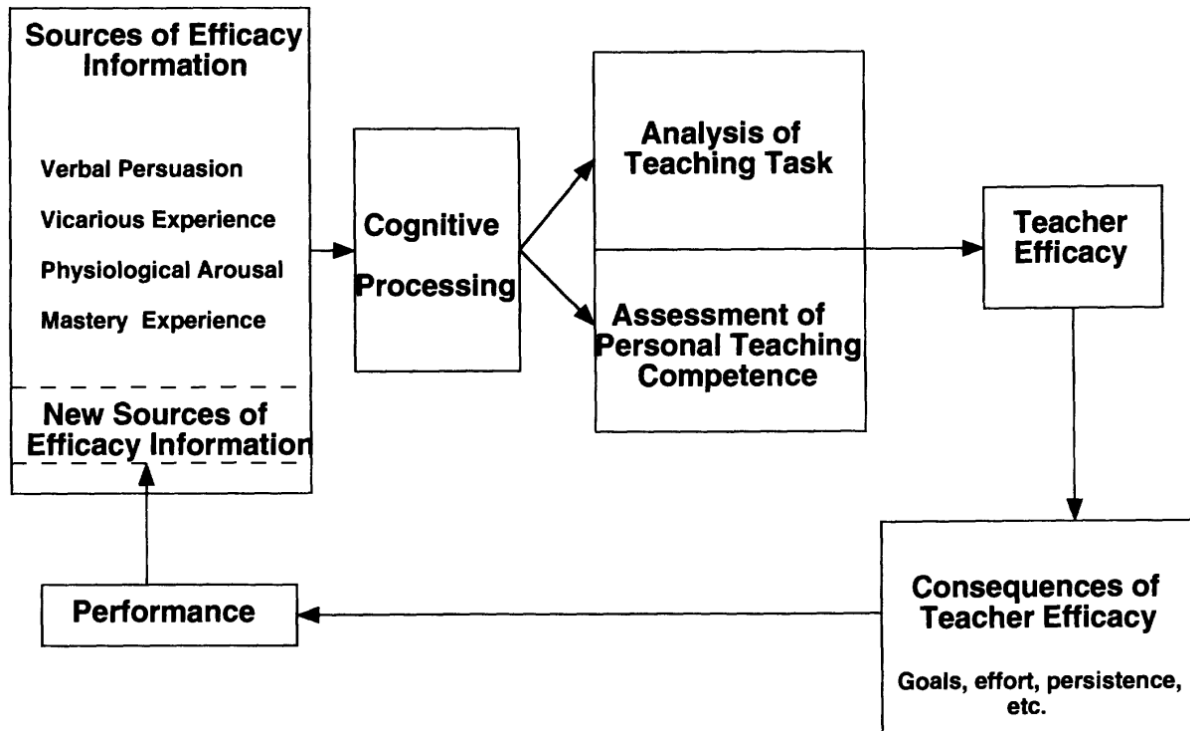 Sources of Efficacy
Information
Verbal Persuasion
Vicarious Experience
Physiological Arousal
Mastery Experience
New Sources of
Efficacy Information
Cognitive
Processing
Analysis of
Teaching Task
Assessment of
Personal Teaching
Competence
Teacher
Efficacy
Consequences of
Teacher Efficacy
Goals, effort, persistence,
etc.
Performance